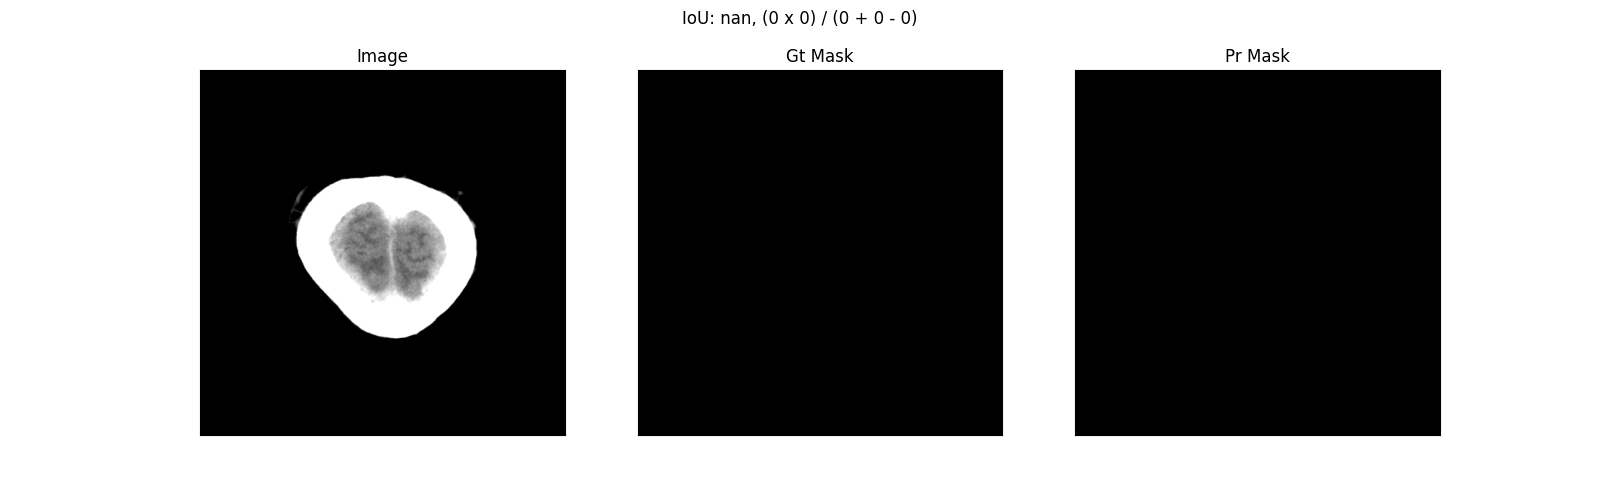 IoU: nan, (0 x 0) / (0 + 0 - 0)
Image
Gt Mask
Pr Mask